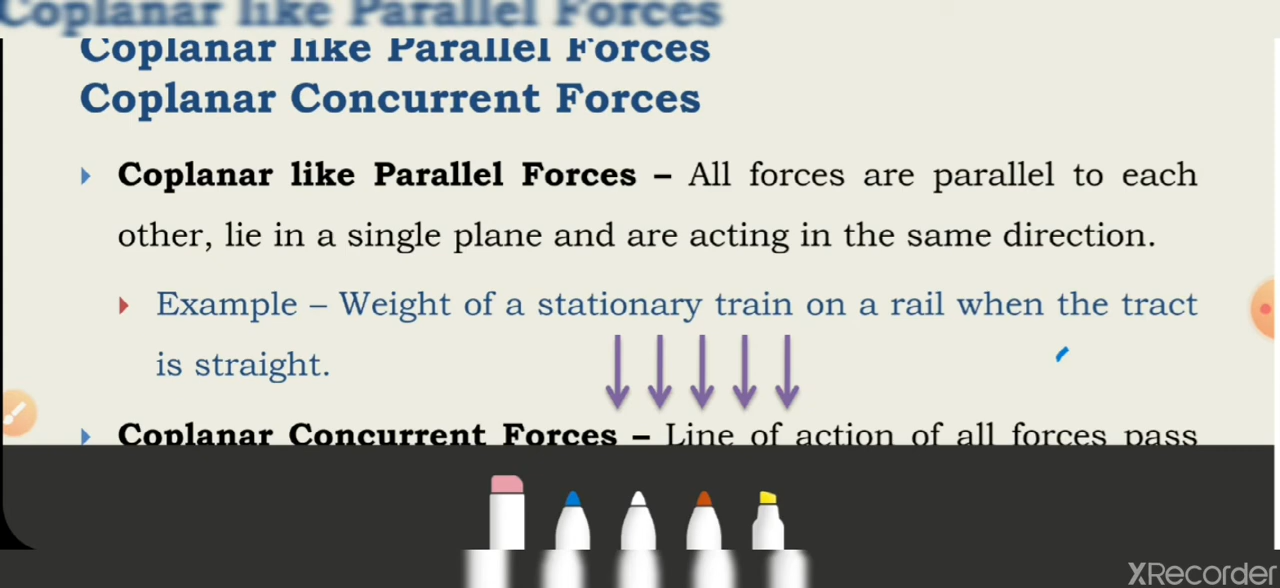 Coplanar like Parallel Forces
Coplanar like Parallel Forces
Coplanar Concurrent Forces
Coplanar like Parallel Forces – All forces are parallel to each
other, lie in a single plane and are acting in the same direction.
Example – Weight of a stationary train on a rail when the tract
is straight.
Coplanar Concurrent Forces – Line of action of all forces pass
XRecorder